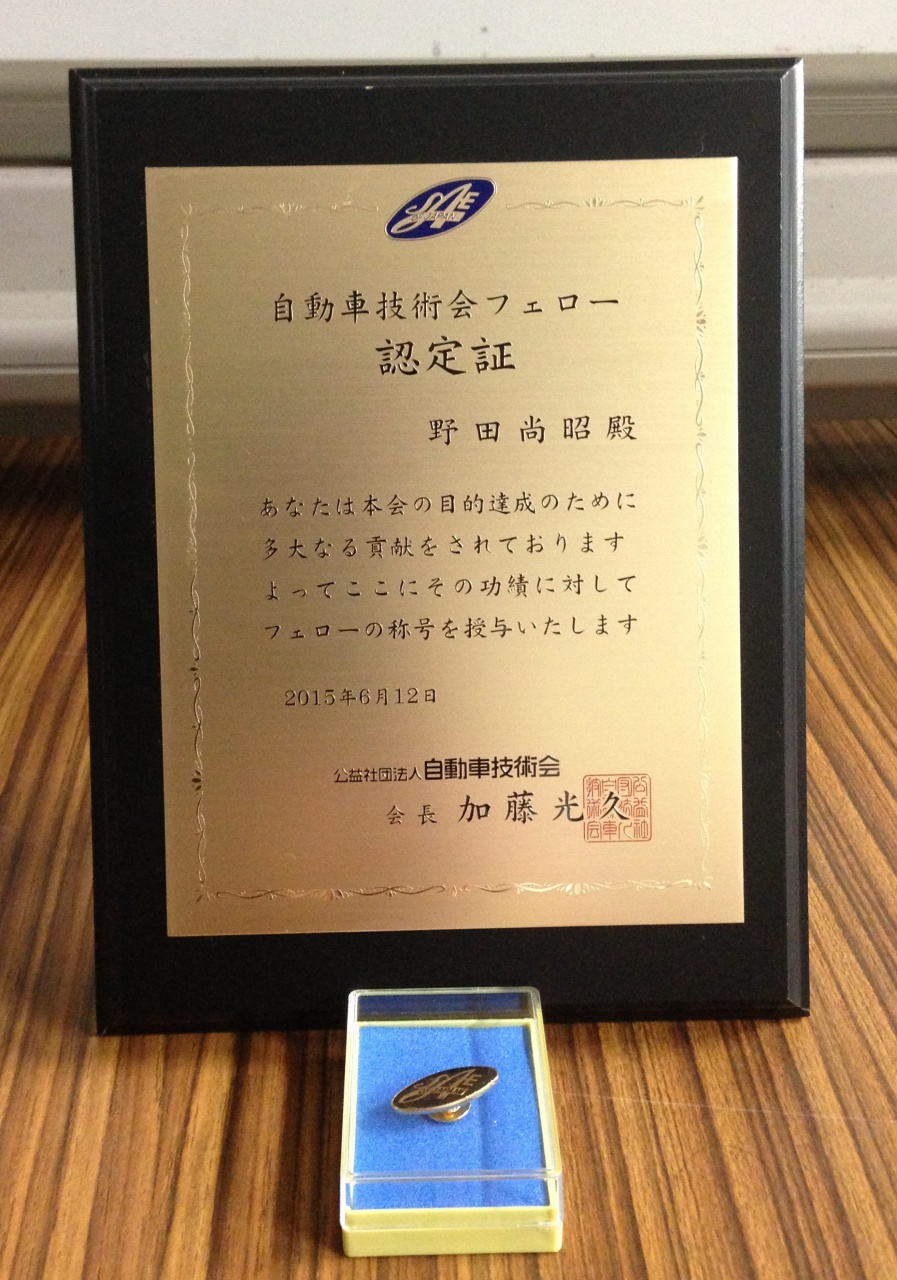 SAE
OF JAPAN
自動車技術会フェロー
認定証
野田尚昭殿
あなたは本会の目的達成のために
多大なる貢献をされております
よってここにその功績に対して
フェローの称号を授与いたします
2015年6月12日
公益社団法人自動車技術会
会長 加藤光久
SAE